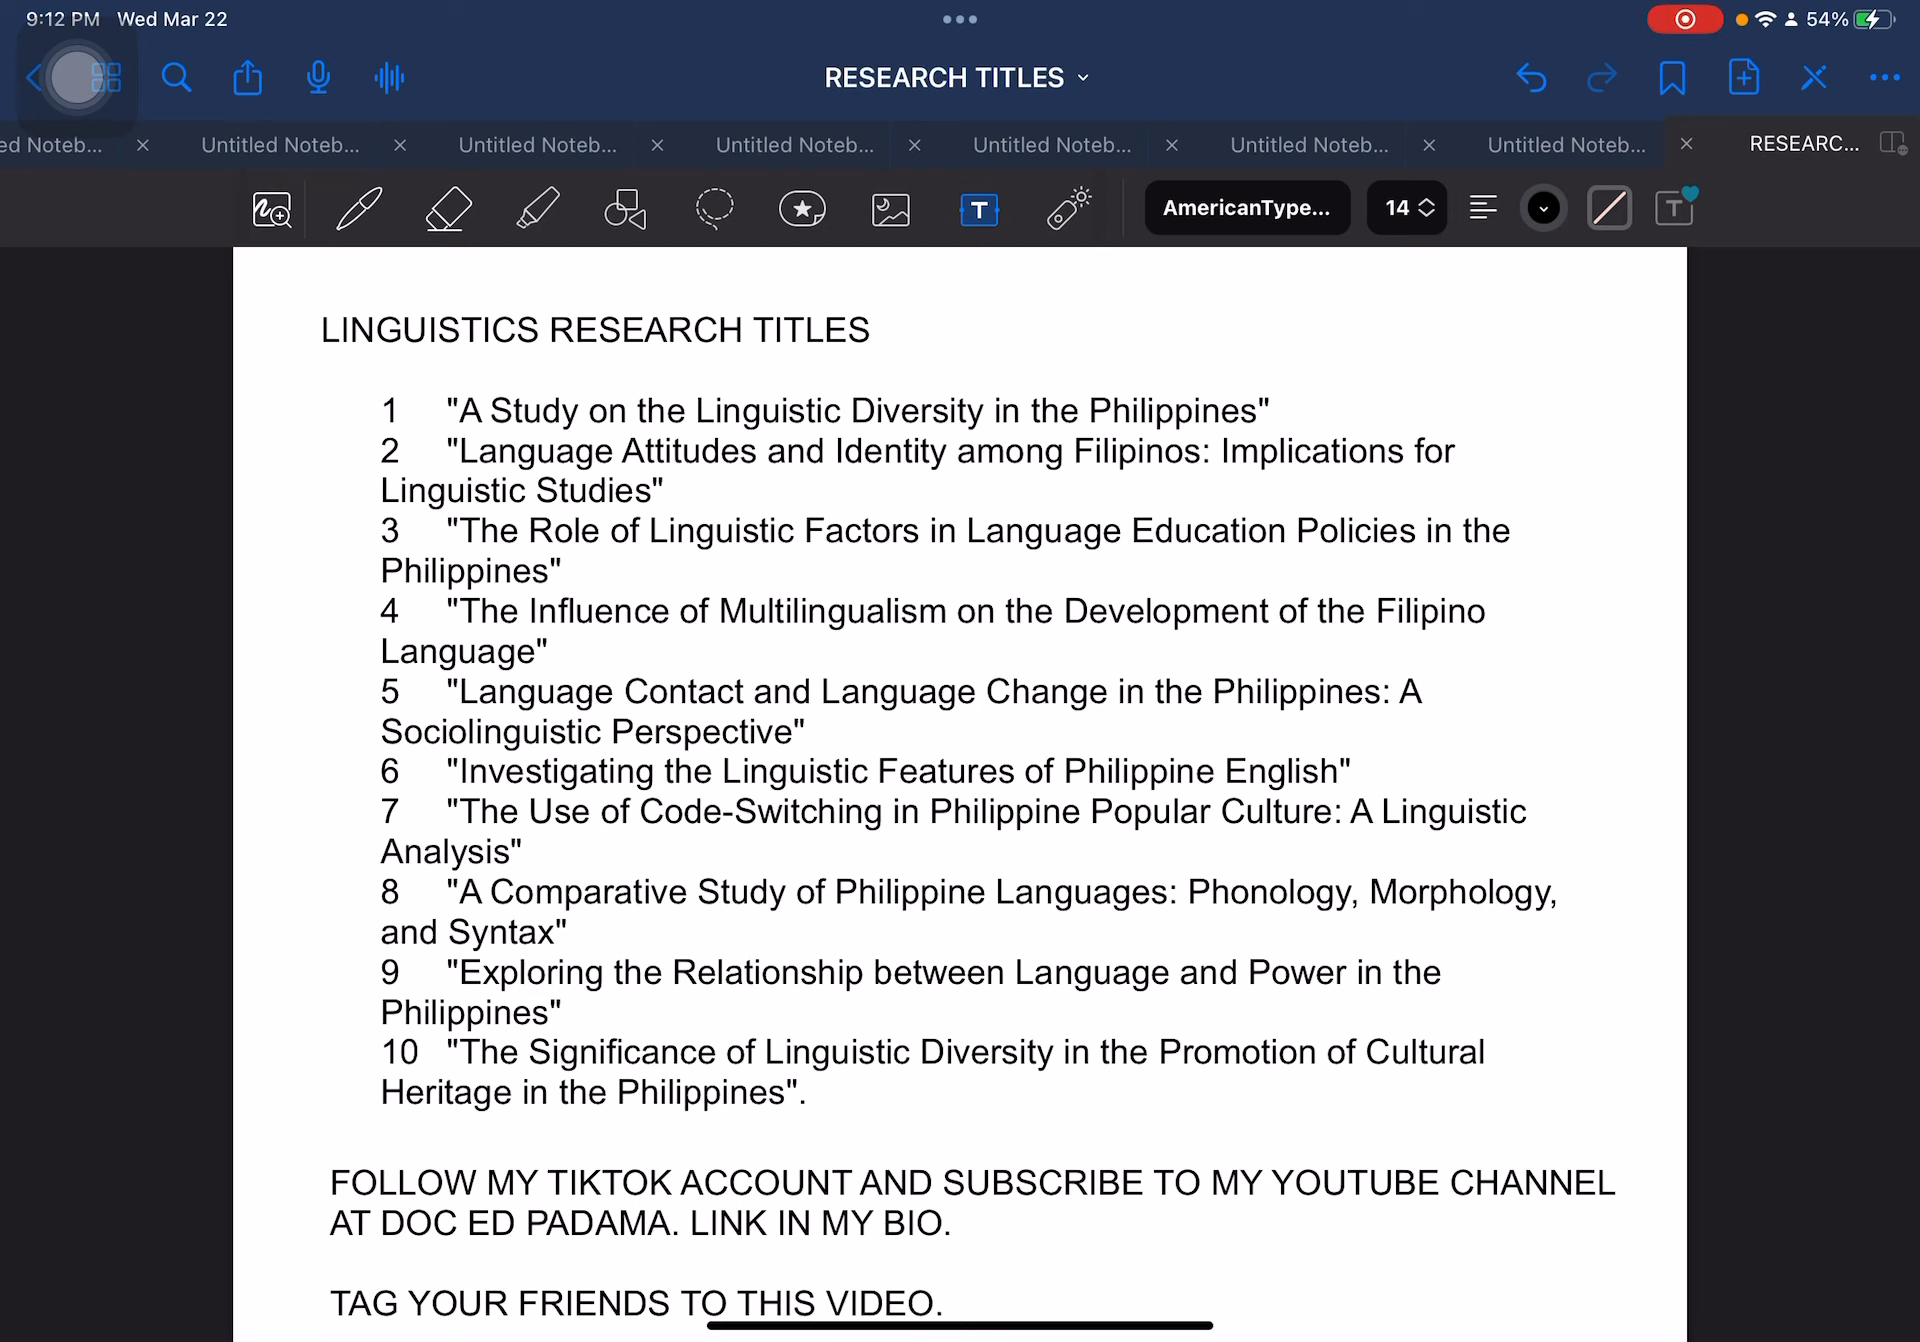 9:12 PM Wed Mar 22
54%
RESEARCH TITLES
ed Noteb...
Untitled Noteb...
Untitled Noteb...
Untitled Noteb...
Untitled Noteb...
Untitled Noteb...
Untitled Noteb...
RESEARC...
T
AmericanType...
14
T
LINGUISTICS RESEARCH TITLES
1 "A Study on the Linguistic Diversity in the Philippines"
2 "Language Attitudes and Identity among Filipinos: Implications for
Linguistic Studies"
3 "The Role of Linguistic Factors in Language Education Policies in the
Philippines"
4 "The Influence of Multilingualism on the Development of the Filipino
Language"
5 "Language Contact and Language Change in the Philippines: A
Sociolinguistic Perspective"
6 "Investigating the Linguistic Features of Philippine English"
7 "The Use of Code-Switching in Philippine Popular Culture: A Linguistic
Analysis"
8 "A Comparative Study of Philippine Languages: Phonology, Morphology,
and Syntax"
9 "Exploring the Relationship between Language and Power in the
Philippines"
10 "The Significance of Linguistic Diversity in the Promotion of Cultural
Heritage in the Philippines".
FOLLOW MY TIKTOK ACCOUNT AND SUBSCRIBE TO MY YOUTUBE CHANNEL
AT DOC ED PADAMA. LINK IN MY BIO.
TAG YOUR FRIENDS TO THIS VIDEO.